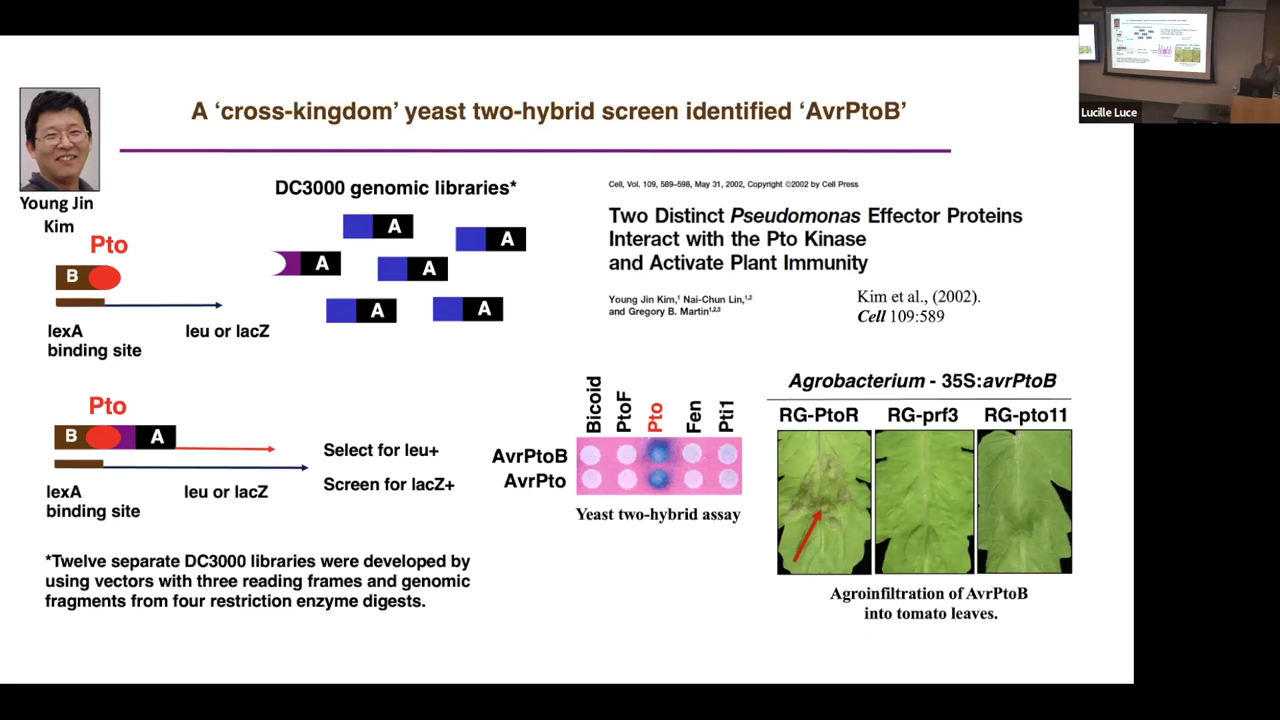 Lucille Luce
A ‘cross-kingdom’ yeast two-hybrid screen identified ‘AvrPtoB’
Young Jin
Kim
Pto
B
lexA
binding site
leu or lacZ
DC3000 genomic libraries*
A
A
A
A
A
A
Cell, Vol. 109, 589–598, May 31, 2002, Copyright ©2002 by Cell Press
Two Distinct Pseudomonas Effector Proteins
Interact with the Pto Kinase
and Activate Plant Immunity
Young Jin Kim,1 Nai-Chun Lin,1,2
and Gregory B. Martin1,2,3
Kim et al., (2002).
Cell 109:589
Pto
B
A
lexA
binding site
leu or lacZ
Select for leu+
Screen for lacZ+
Bicoid
PtoF
Pto
Fen
Pti1
AvrPtoB
AvrPto
Yeast two-hybrid assay
Agrobacterium - 35S:avrPtoB
RG-PtoR
RG-prf3
RG-pto11
Agroinfiltration of AvrPtoB
into tomato leaves.
*Twelve separate DC3000 libraries were developed by
using vectors with three reading frames and genomic
fragments from four restriction enzyme digests.